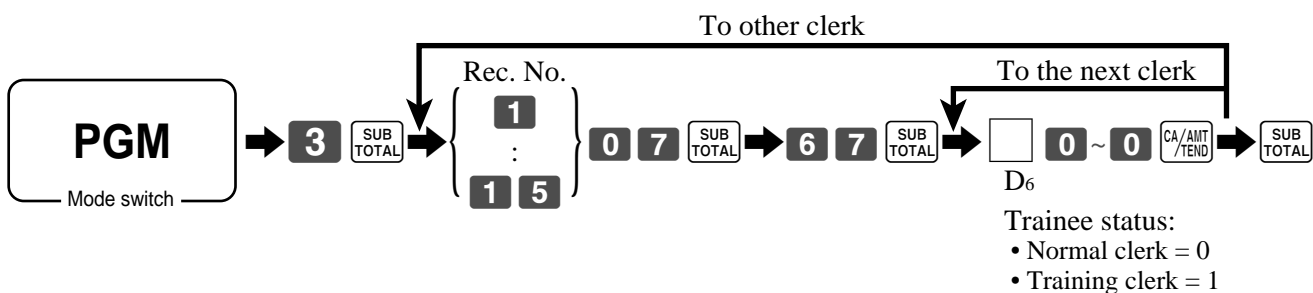 To other clerk
Rec. No.
To the next clerk
1
:
1 5
PGM
Mode switch
3 SUB TOTAL
0 7 SUB TOTAL
6 7 SUB TOTAL
0 ~ 0 CA/AMT /TEND
SUB TOTAL
D6
Trainee status:
• Normal clerk = 0
• Training clerk = 1